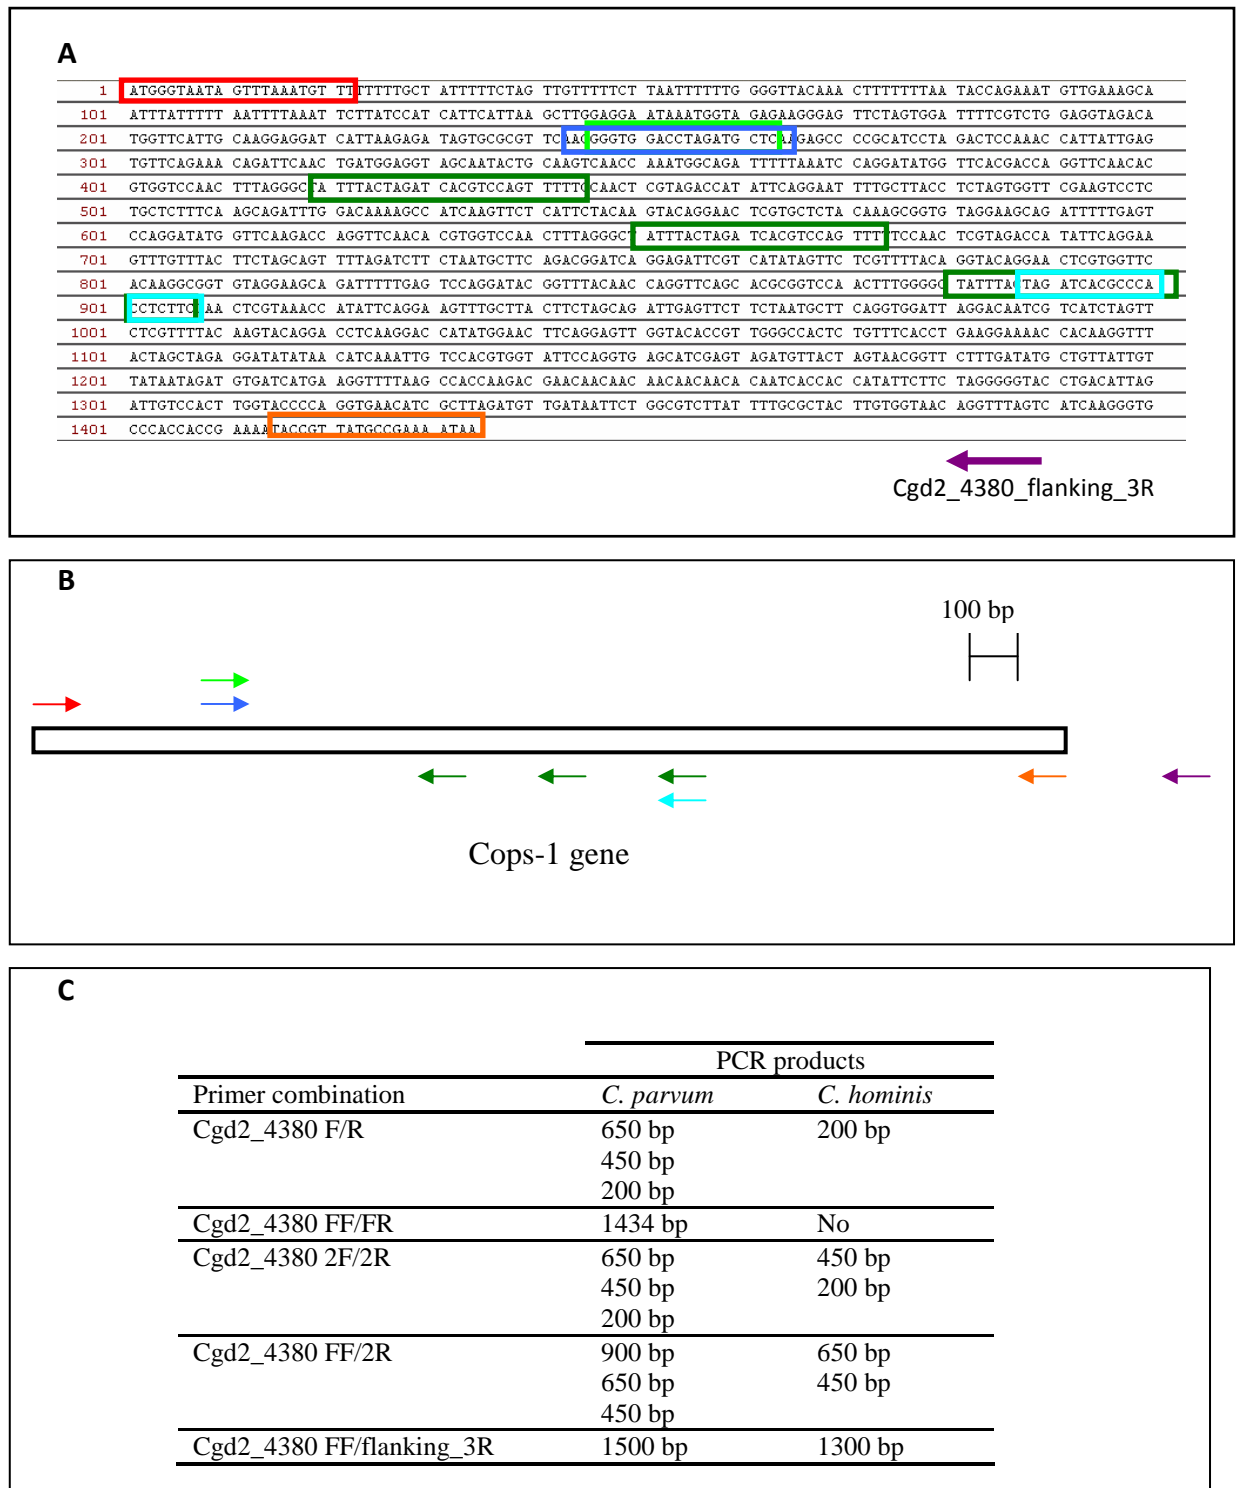 A
1 ATGGGTAATA GTTTAAATGT TTTTTTTGCT ATTTTTCTAG TTGTTTTTCT TAATTTTTTG GGGTTACAAA CTTTTTTTAA TACCAGAAAT GTTGAAAGCA
101 ATTTATTTTT AATTTTAAAT TCTTATCCAT CATTCATTAA GCTTGGAGGA ATAAATGGTA GAGAAGGGAG TTCTAGTGGA TTTTCGTCTG GAGGTAGACA
201 TGGTTCATTG CAAGGAGGAT CATTAAGAGA TAGTGCGCGT TCAAGGGGTG GACCTAGATG CTCAAGAGCC CCGCATCCTA GACTCCAAAC CATTATTGAG
301 TGTTCAGAAA CAGATTCAAC TGATGGAGGT AGCAATACTG CAAGTCAACC AAATGGCAGA TTTTTAAATC CAGGATATGG TTCACGACCA GGTTCAACAC
401 GTGGTCCAAC TTTAGGGCTA TTTACTAGAT CACGTCCAGT TTTTCCAACT CGTAGACCAT ATTCAGGAAT TTTGCTTACC TCTAGTGGTT CGAAGTCCTC
501 TGCTCTTTCA AGCAGATTTG GACAAAAGCC ATCAAGTTCT CATTCTACAA GTACAGGAAC TCGTGCTCTA CAAAGCGGTG TAGGAAGCAG ATTTTTGAGT
601 CCAGGATATG GTTCAAGACC AGGTTCAACA CGTGGTCCAA CTTTAGGGCT ATTTACTAGA TCACGTCCAG TTTTTCCAAC TCGTAGACCA TATTCAGGAA
701 GTTTGTTTAC TTCTAGCAGT TTTAGATCTT CTAATGCTTC AGACGGATCA GGAGATTCGT CATATAGTTC TCGTTTTACA GGTACAGGAA CTCGTGGTTC
801 ACAAGGCGGT GTAGGAAGCA GATTTTTGAG TCCAGGATAC GGTTTACAAC CAGGTTCAGC ACGCGGTCCA ACTTTGGGGC TATTTACTAG ATCACGCCCA
901 CCTCTTCCAA CTCGTAAACC ATATTCAGGA AGTTTGCTTA CTTCTAGCAG ATTGAGTTCT TCTAATGCTT CAGGTGGATT AGGACAATCG TCATCTAGTT
1001 CTCGTTTTAC AAGTACAGGA CCTCAAGGAC CATATGGAAC TTCAGGAGTT GGTACACCGT TGGGCCACTC TGTTTCACCT GAAGGAAAAC CACAAGGTTT
1101 ACTAGCTAGA GGATATATAA CATCAAATTG TCCACGTGGT ATTCCAGGTG AGCATCGAGT AGATGTTACT AGTAACGGTT CTTTGATATG CTGTTATTGT
1201 TATAATAGAT GTGATCATGA AGGTTTTAAG CCACCAAGAC GAACAACAAC AACAACAACA CAATCACCAC CATATTCTTC TAGGGGGTAC CTGACATTAG
1301 ATTGTCCACT TGGTACCCCA GGTGAACATC GCTTAGATGT TGATAATTCT GGCGTCTTAT TTTGCGCTAC TTGTGGTAAC AGGTTTAGTC ATCAAGGGTG
1401 CCCACCACCG AAAATACCGT TATGCCGAAA ATAA
Cgd2_4380_flanking_3R
B
100 bp
Cops-1 gene
C
PCR products
Primer combination C. parvum C. hominis
Cgd2_4380 F/R 650 bp 200 bp
450 bp
200 bp
Cgd2_4380 FF/FR 1434 bp No
Cgd2_4380 2F/2R 650 bp 450 bp
450 bp 200 bp
200 bp
Cgd2_4380 FF/2R 900 bp 650 bp
650 bp 450 bp
450 bp
Cgd2_4380 FF/flanking_3R 1500 bp 1300 bp